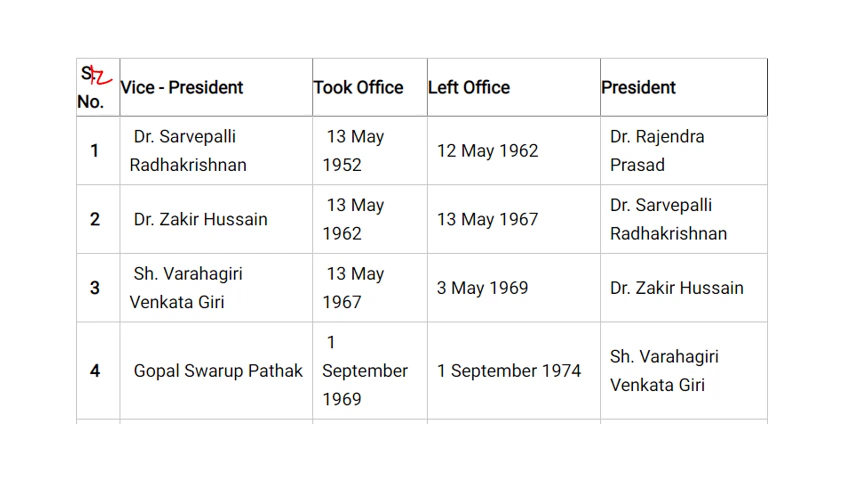 S.
No.
Vice - President
Took Office
Left Office
President
1
Dr. Sarvepalli
Radhakrishnan
13 May
1952
12 May 1962
Dr. Rajendra
Prasad
2
Dr. Zakir Hussain
13 May
1962
13 May 1967
Dr. Sarvepalli
Radhakrishnan
3
Sh. Varahagiri
Venkata Giri
13 May
1967
3 May 1969
Dr. Zakir Hussain
4
Gopal Swarup Pathak
1
September
1969
1 September 1974
Sh. Varahagiri
Venkata Giri